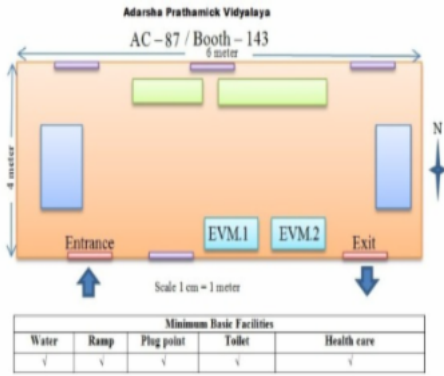 Adarsha Prathamick Vidyalaya
AC – 87 / Booth – 143
6 meter
4 meter
N
EVM.1 EVM.2
Entrance Exit
Scale 1 cm = 1 meter
Minimum Basic Facilities
Water Ramp Plug point Toilet Health care
√ √ √ √ √